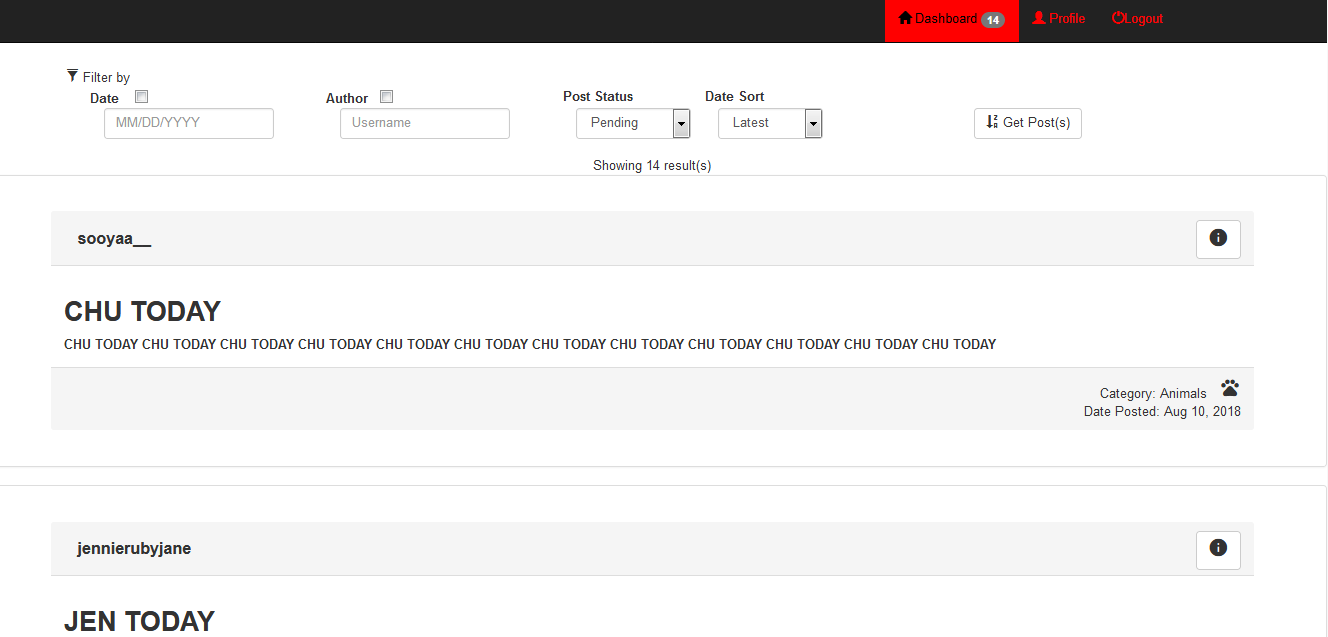 Dashboard 14 Profile Logout
Filter by
Date Author Post Status Date Sort
MM/DD/YYYY Username Pending Latest Get Post(s)
Showing 14 result(s)
sooyaa__
CHU TODAY
CHU TODAY CHU TODAY CHU TODAY CHU TODAY CHU TODAY CHU TODAY CHU TODAY CHU TODAY CHU TODAY CHU TODAY CHU TODAY CHU TODAY
Category: Animals
Date Posted: Aug 10, 2018
jennierubyjane
JEN TODAY